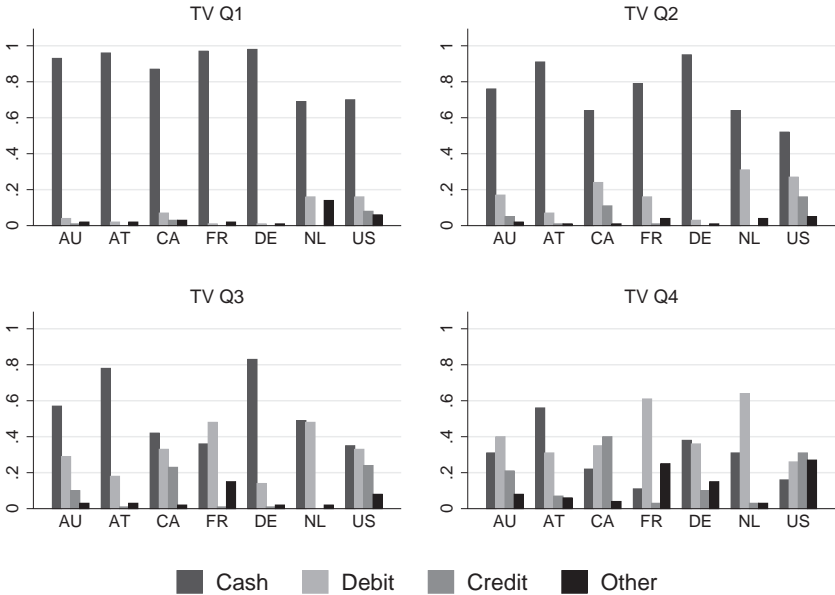 TV Q1
TV Q2
1
.8
.6
.4
.2
0
AU AT CA FR DE NL US
1
.8
.6
.4
.2
0
AU AT CA FR DE NL US
TV Q3
TV Q4
1
.8
.6
.4
.2
0
AU AT CA FR DE NL US
1
.8
.6
.4
.2
0
AU AT CA FR DE NL US
Cash Debit Credit Other